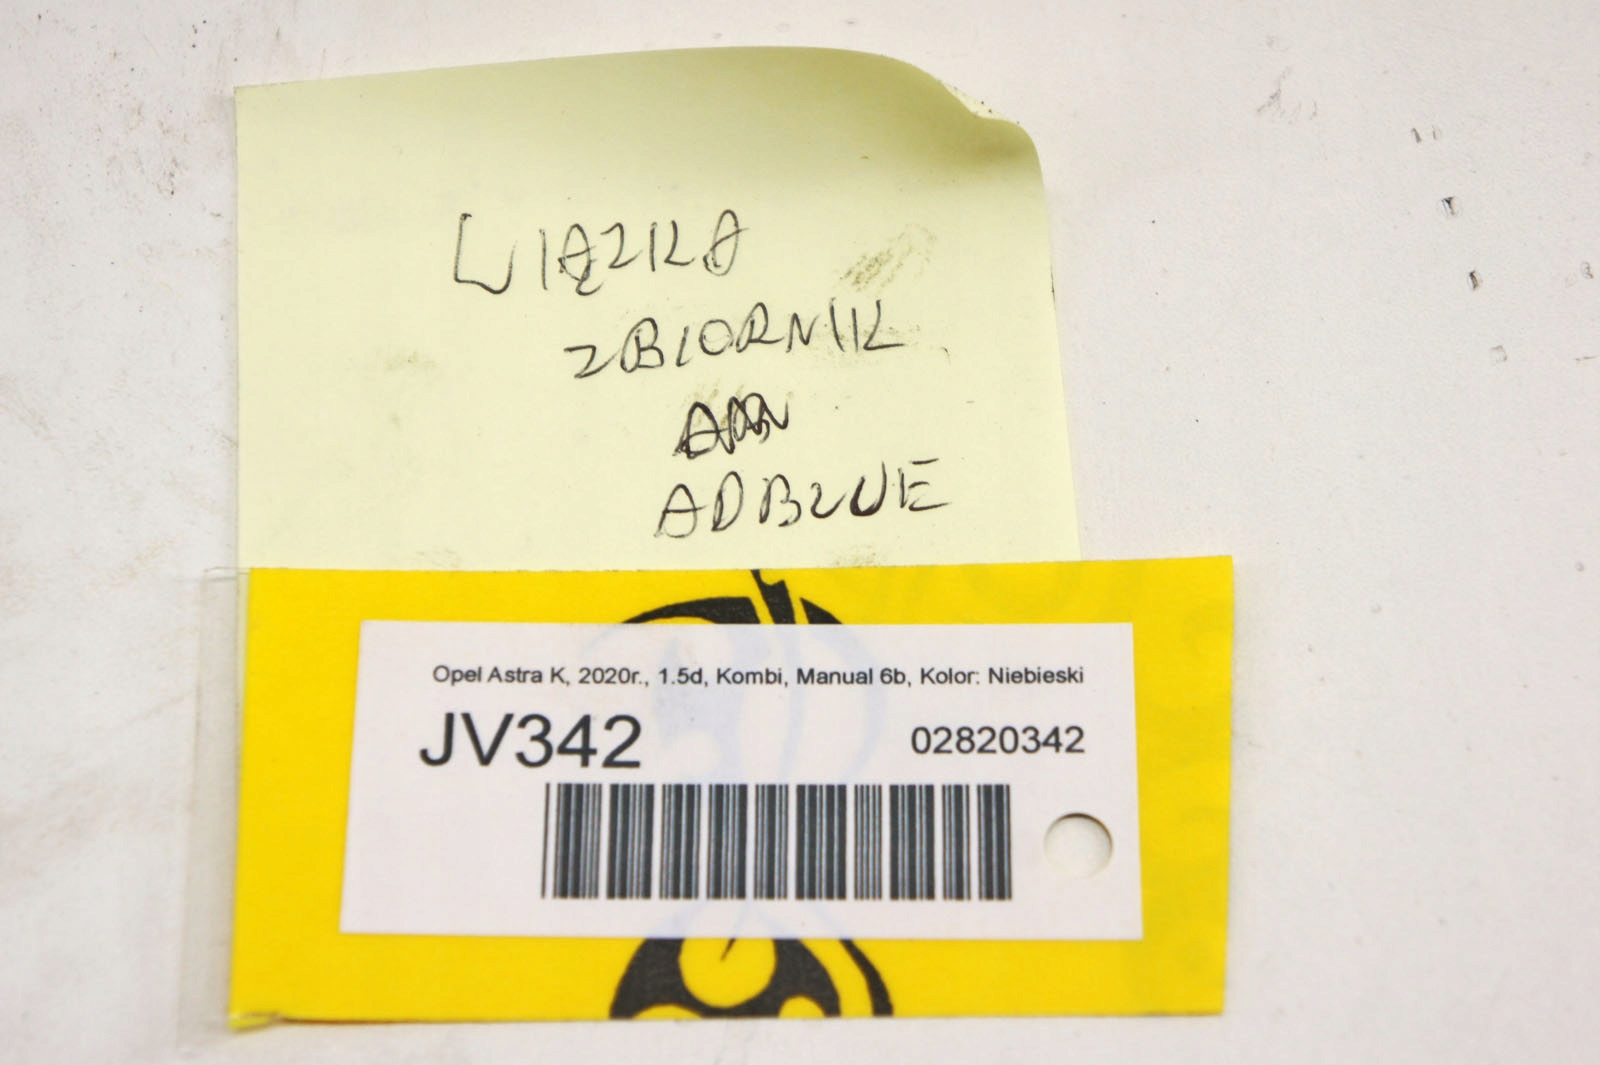 WIĄZKA
ZBIORNIK
ADBLUE
Opel Astra K, 2020r., 1.5d, Kombi, Manual 6b, Kolor: Niebieski
JV342 02820342